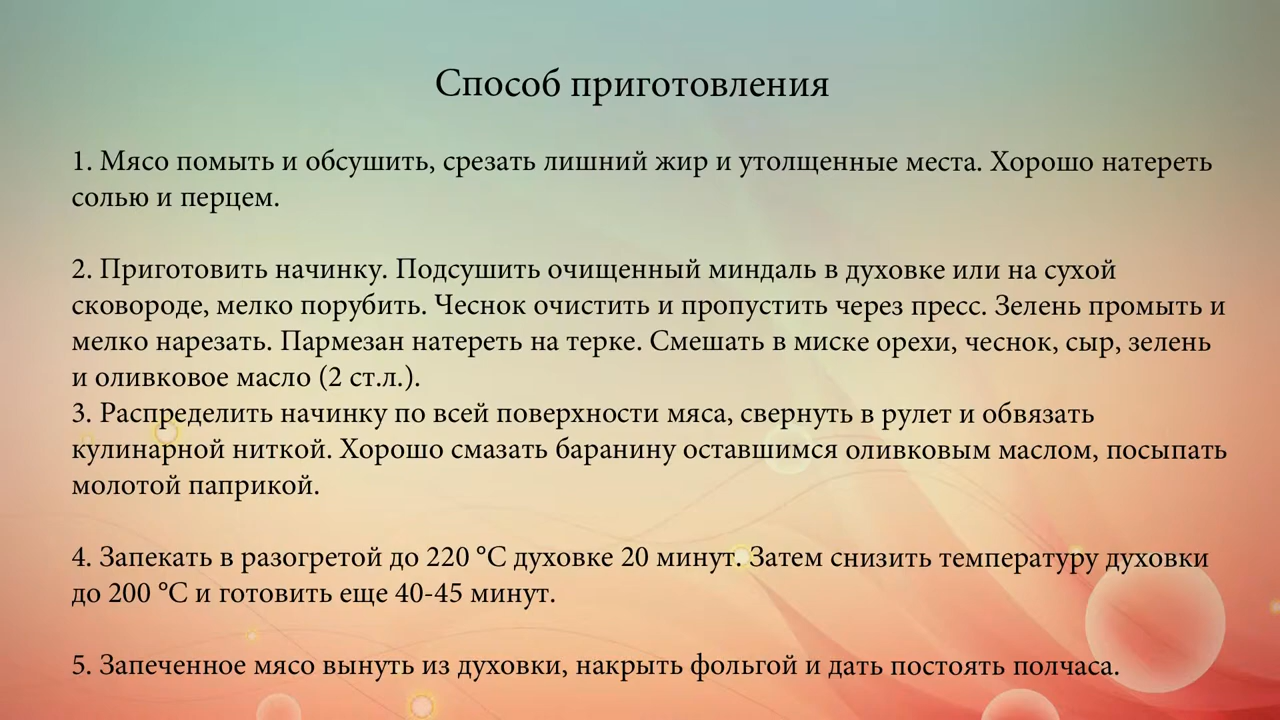 Способ приготовления
1. Мясо помыть и обсушить, срезать лишний жир и утолщенные места. Хорошо натереть
солью и перцем.
2. Приготовить начинку. Подсушить очищенный миндаль в духовке или на сухой
сковороде, мелко порубить. Чеснок очистить и пропустить через пресс. Зелень промыть и
мелко нарезать. Пармезан натереть на терке. Смешать в миске орехи, чеснок, сыр, зелень
и оливковое масло (2 ст.л.).
3. Распределить начинку по всей поверхности мяса, свернуть в рулет и обвязать
кулинарной ниткой. Хорошо смазать баранину оставшимся оливковым маслом, посыпать
молотой паприкой.
4. Запекать в разогретой до 220 °C духовке 20 минут. Затем снизить температуру духовки
до 200 °C и готовить еще 40-45 минут.
5. Запеченное мясо вынуть из духовки, накрыть фольгой и дать постоять полчаса.